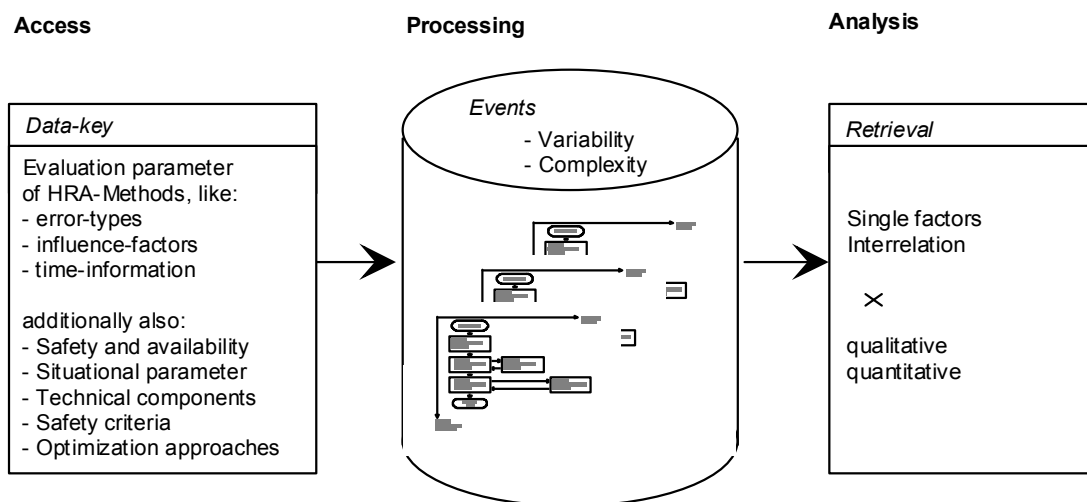 Access
Processing
Analysis
Data-key
Evaluation parameter
of HRA-Methods, like:
- error-types
- influence-factors
- time-information
additionally also:
- Safety and availability
- Situational parameter
- Technical components
- Safety criteria
- Optimization approaches
Events
- Variability
- Complexity
Retrieval
Single factors
Interrelation
×
qualitative
quantitative